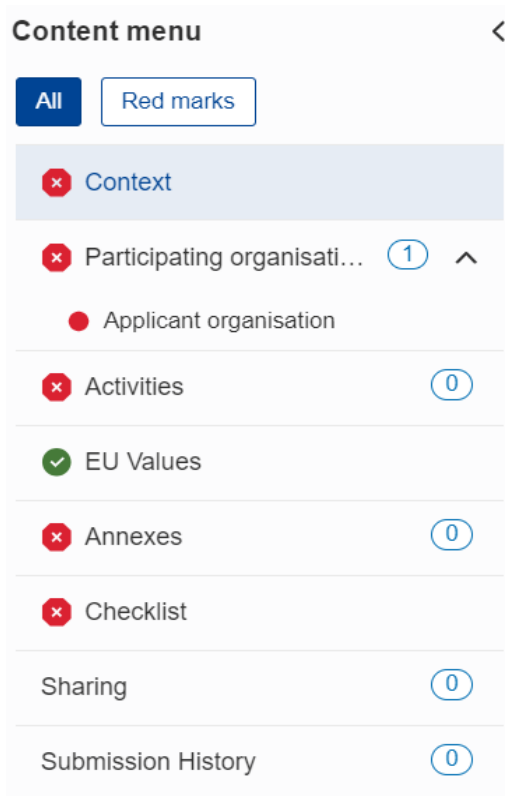 Content menu
All Red marks
Context
Participating organisati... 1
Applicant organisation
Activities 0
EU Values
Annexes 0
Checklist
Sharing 0
Submission History 0